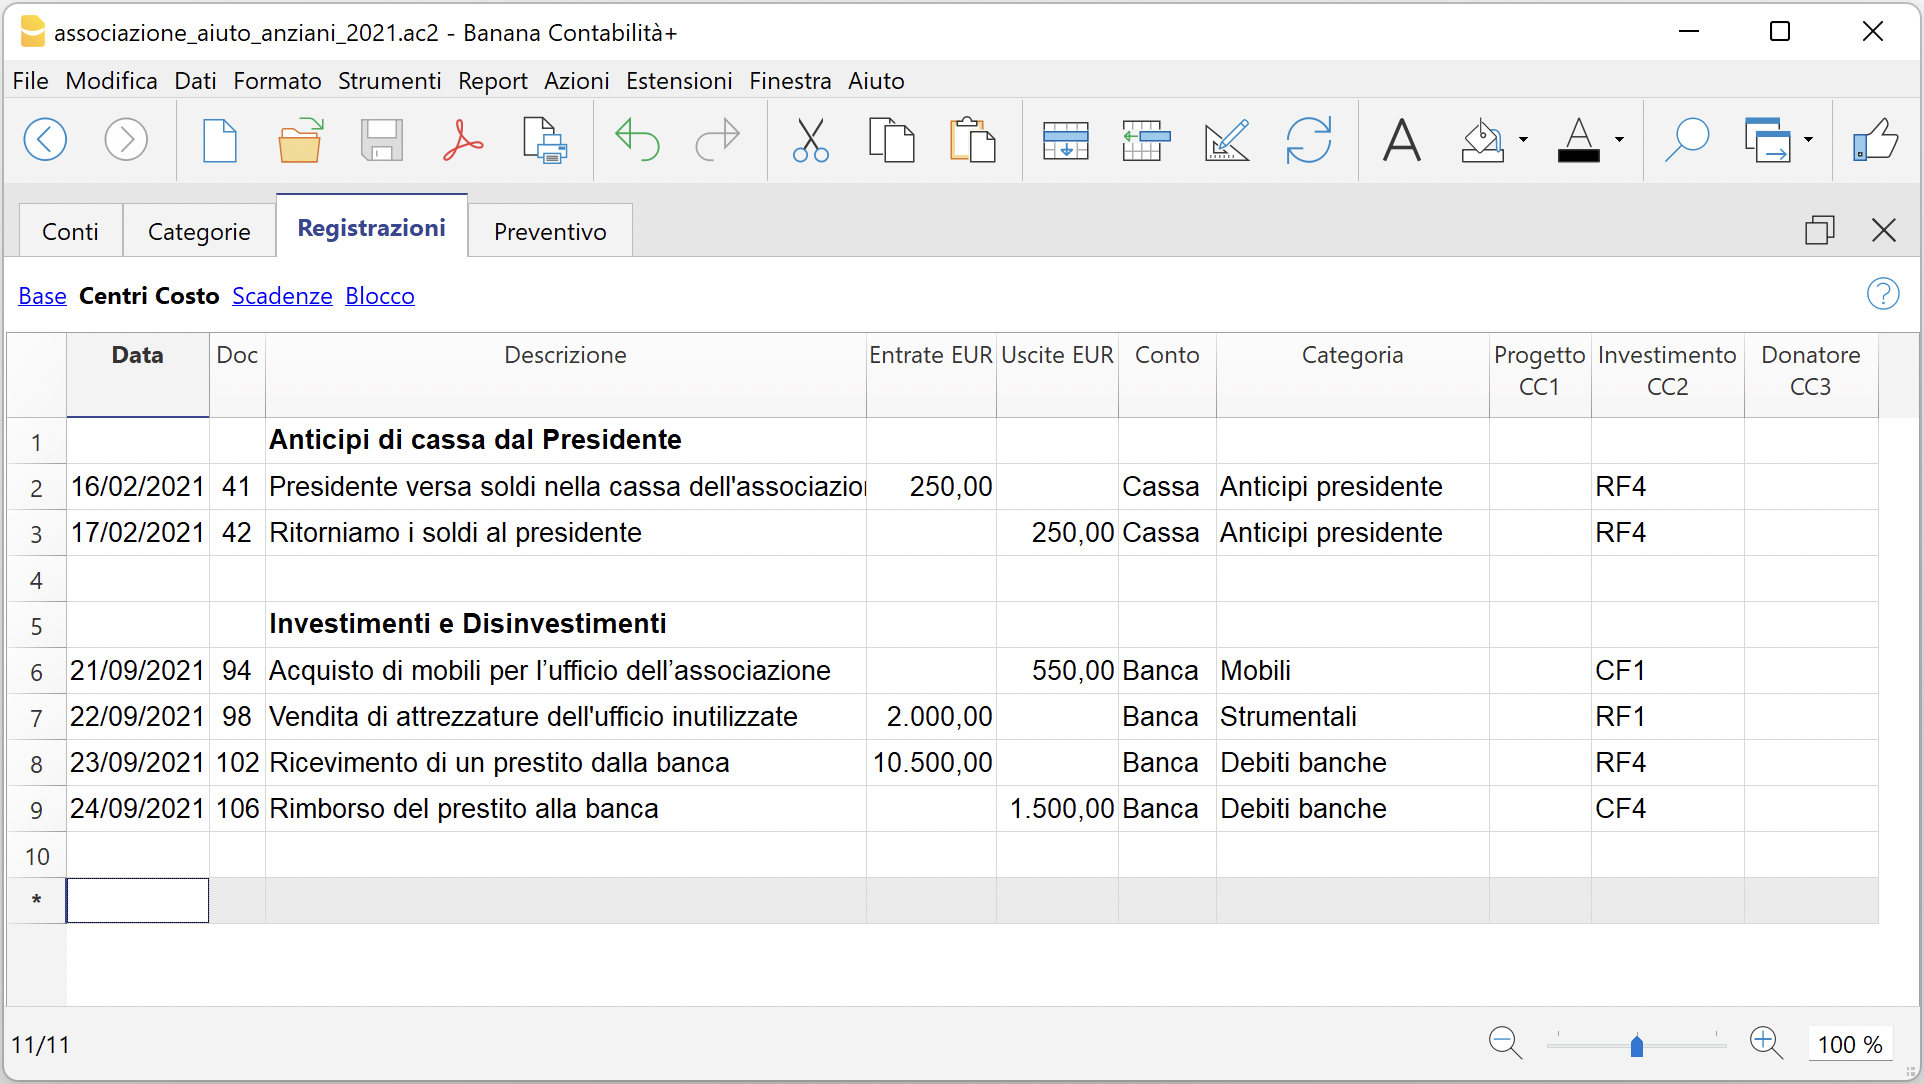 associazione_aiuto_anziani_2021.ac2 - Banana Contabilità+
File Modifica Dati Formato Strumenti Report Azioni Estensioni Finestra Aiuto
Conti Categorie Registrazioni Preventivo
Base Centri Costo Scadenze Blocco
Data Doc Descrizione Entrate EUR Uscite EUR Conto Categoria Progetto CC1 Investimento CC2 Donatore CC3
1 Anticipi di cassa dal Presidente
2 16/02/2021 41 Presidente versa soldi nella cassa dell'associazio 250,00 Cassa Anticipi presidente RF4
3 17/02/2021 42 Ritorniamo i soldi al presidente 250,00 Cassa Anticipi presidente RF4
4
5 Investimenti e Disinvestimenti
6 21/09/2021 94 Acquisto di mobili per l’ufficio dell’associazione 550,00 Banca Mobili CF1
7 22/09/2021 98 Vendita di attrezzature dell'ufficio inutilizzate 2.000,00 Banca Strumentali RF1
8 23/09/2021 102 Ricevimento di un prestito dalla banca 10.500,00 Banca Debiti banche RF4
9 24/09/2021 106 Rimborso del prestito alla banca 1.500,00 Banca Debiti banche CF4
10
*
11/11 100 %